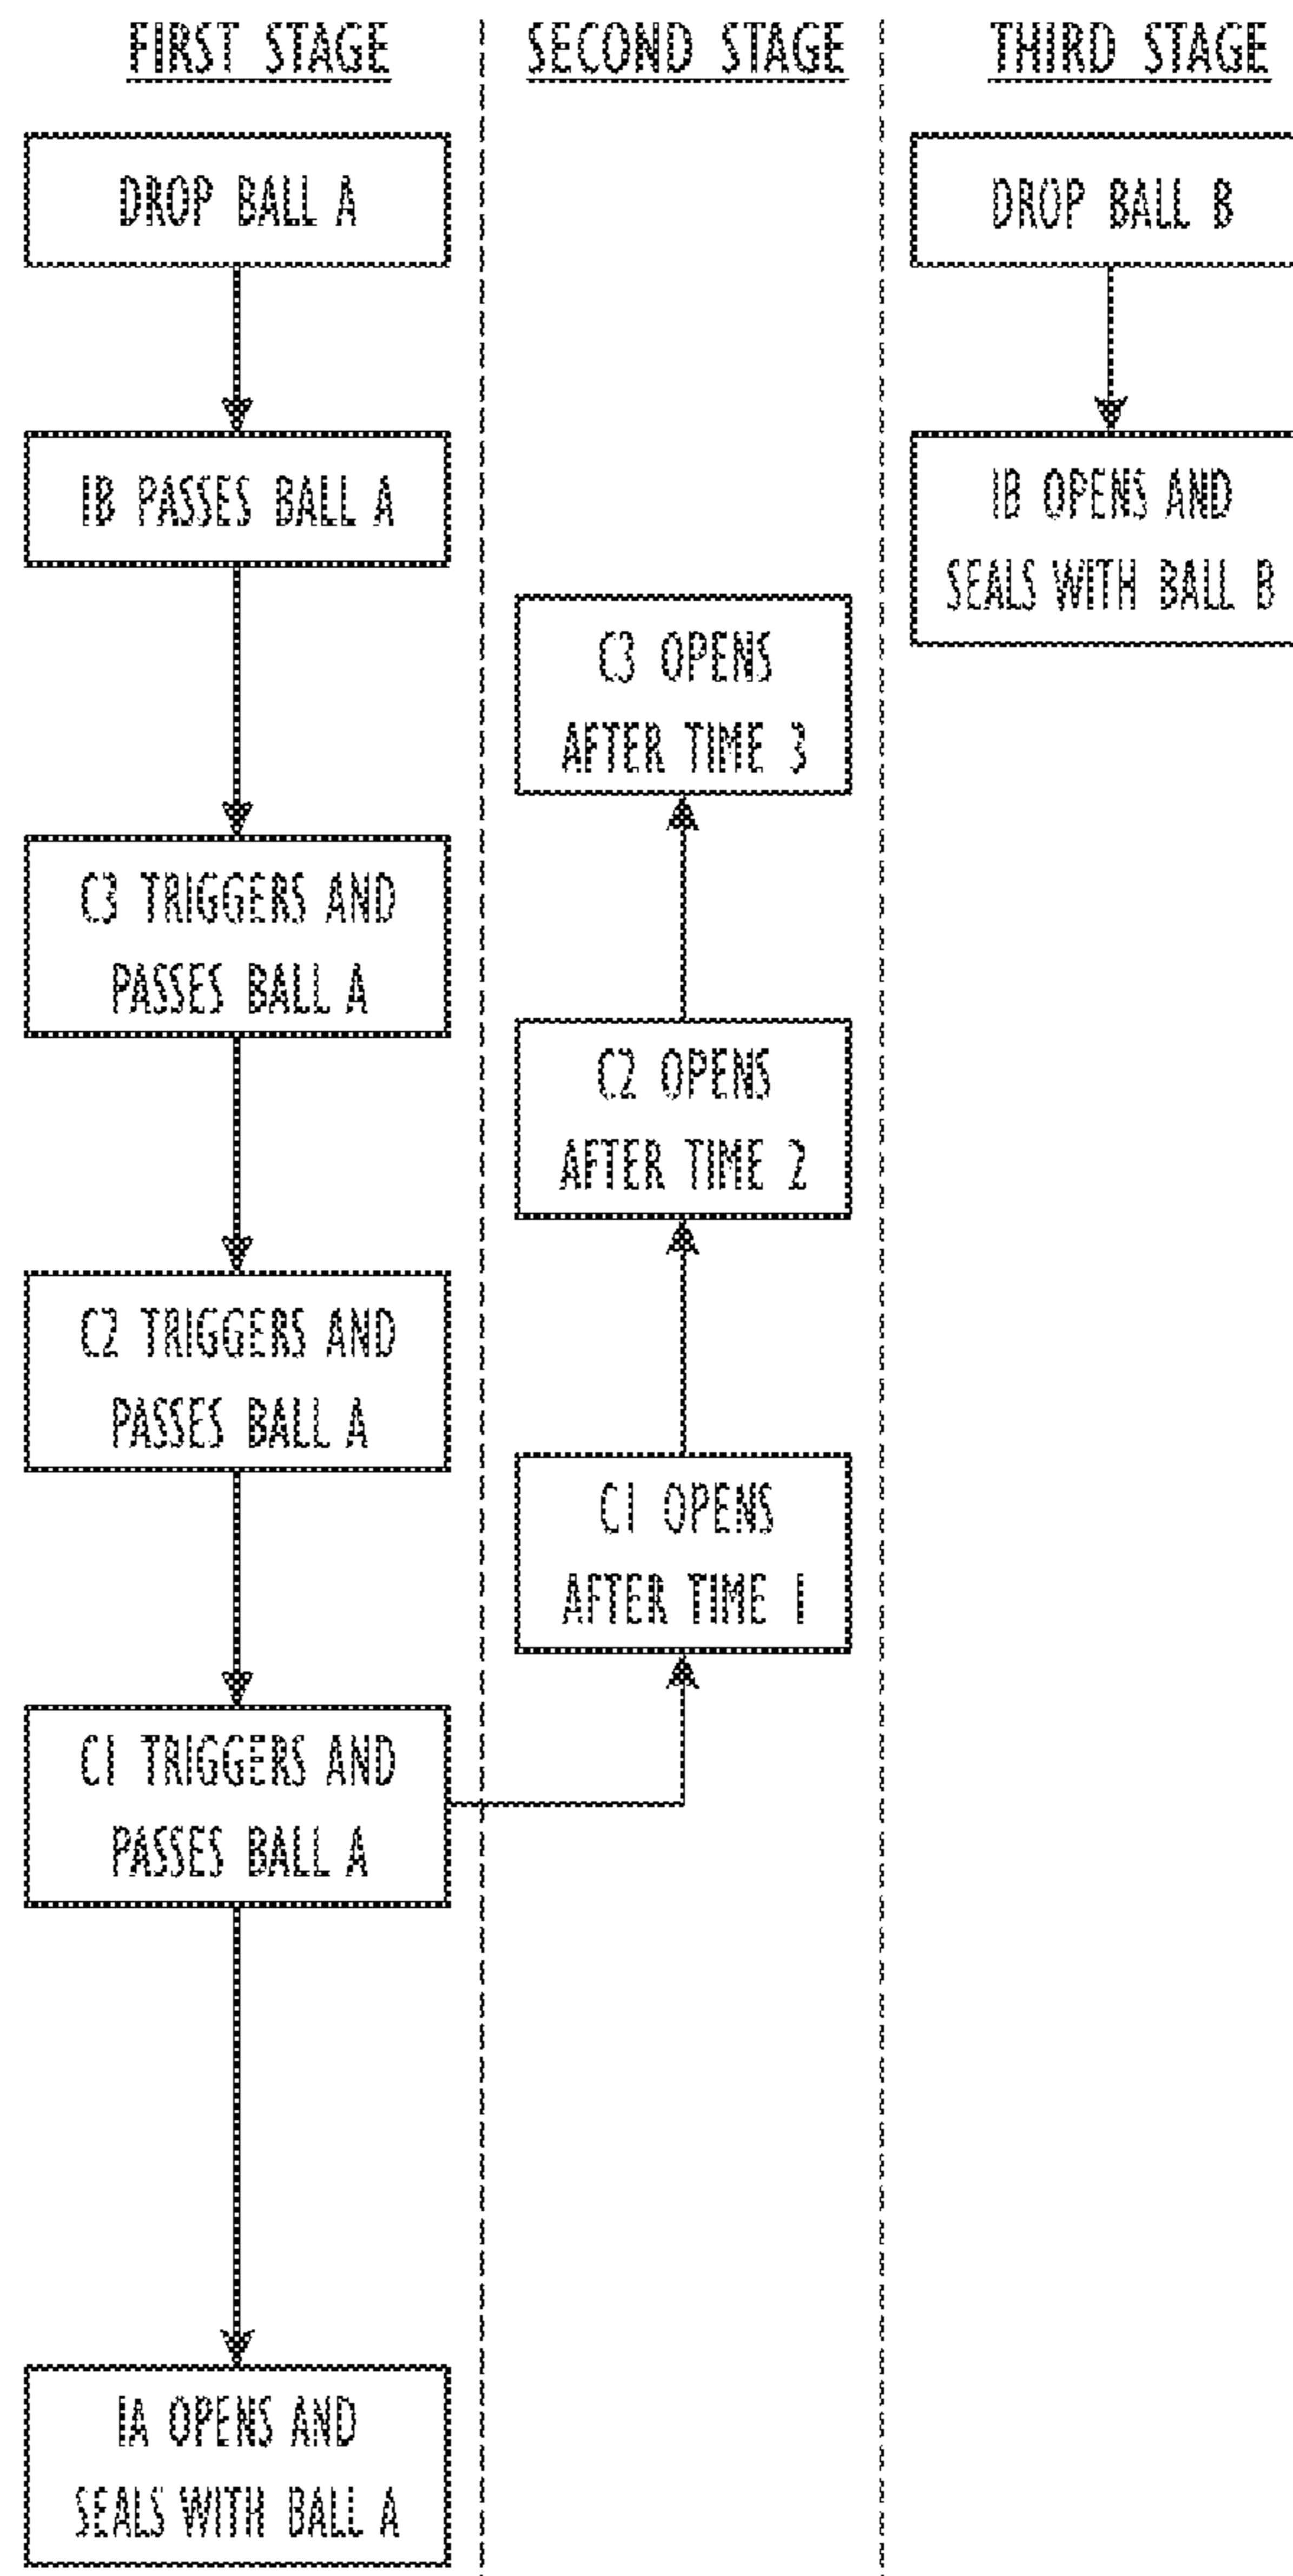 FIRST STAGE
DROP BALL A
IB PASSES BALL A
C3 TRIGGERS AND
PASSES BALL A
C2 TRIGGERS AND
PASSES BALL A
C1 TRIGGERS AND
PASSES BALL A
IA OPENS AND
SEALS WITH BALL A
SECOND STAGE
C3 OPENS
AFTER TIME 3
C2 OPENS
AFTER TIME 2
C1 OPENS
AFTER TIME 1
THIRD STAGE
DROP BALL B
IB OPENS AND
SEALS WITH BALL B